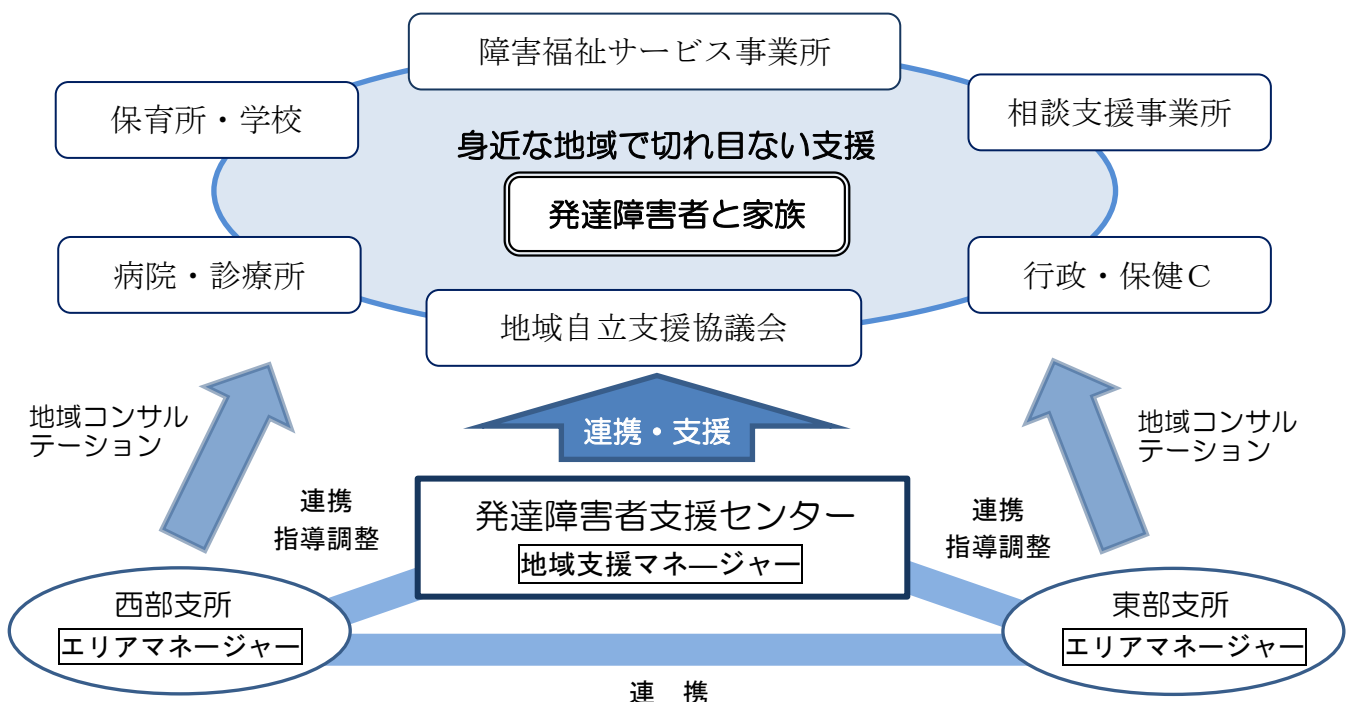 障害福祉サービス事業所
保育所・学校
相談支援事業所
身近な地域で切れ目ない支援
発達障害者と家族
病院・診療所
行政・保健C
地域自立支援協議会
地域コンサル
テーション
連携・支援
地域コンサル
テーション
連携
指導調整
発達障害者支援センター
地域支援マネ―ジャー
連携
指導調整
西部支所
エリアマネージャー
東部支所
エリアマネージャー
連　携